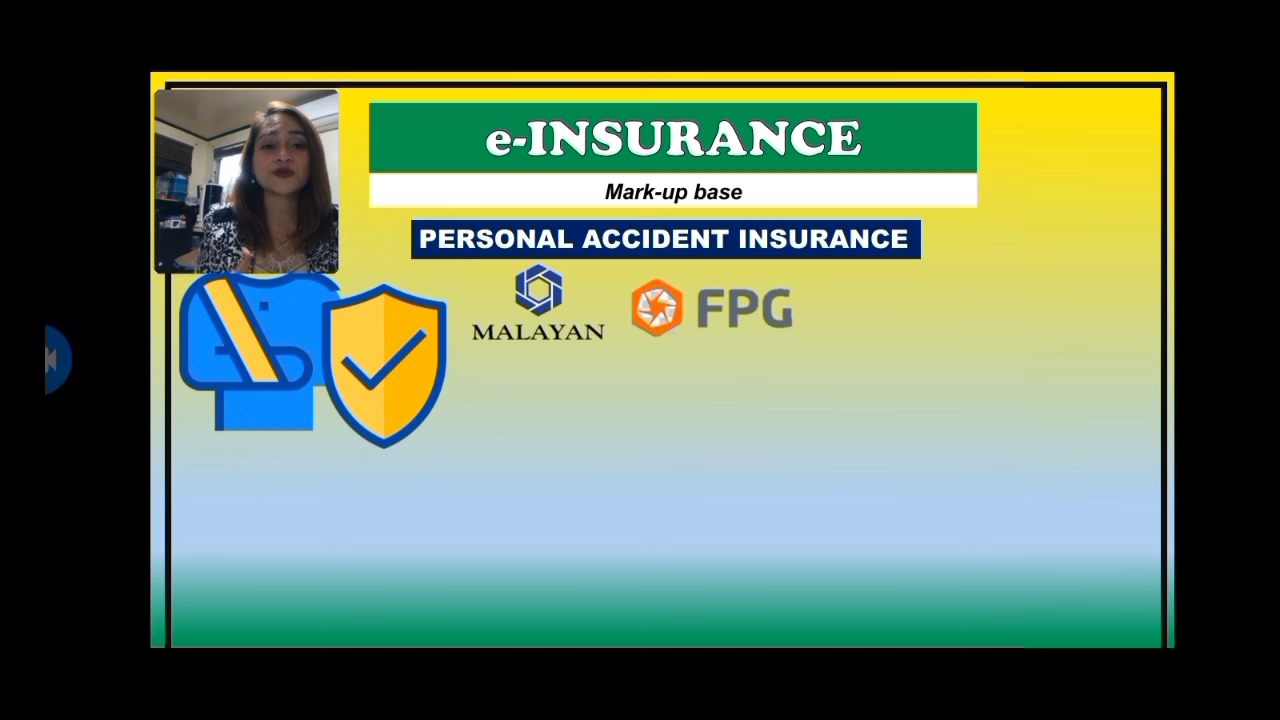 e-INSURANCE
Mark-up base
PERSONAL ACCIDENT INSURANCE
MALAYAN
FPG